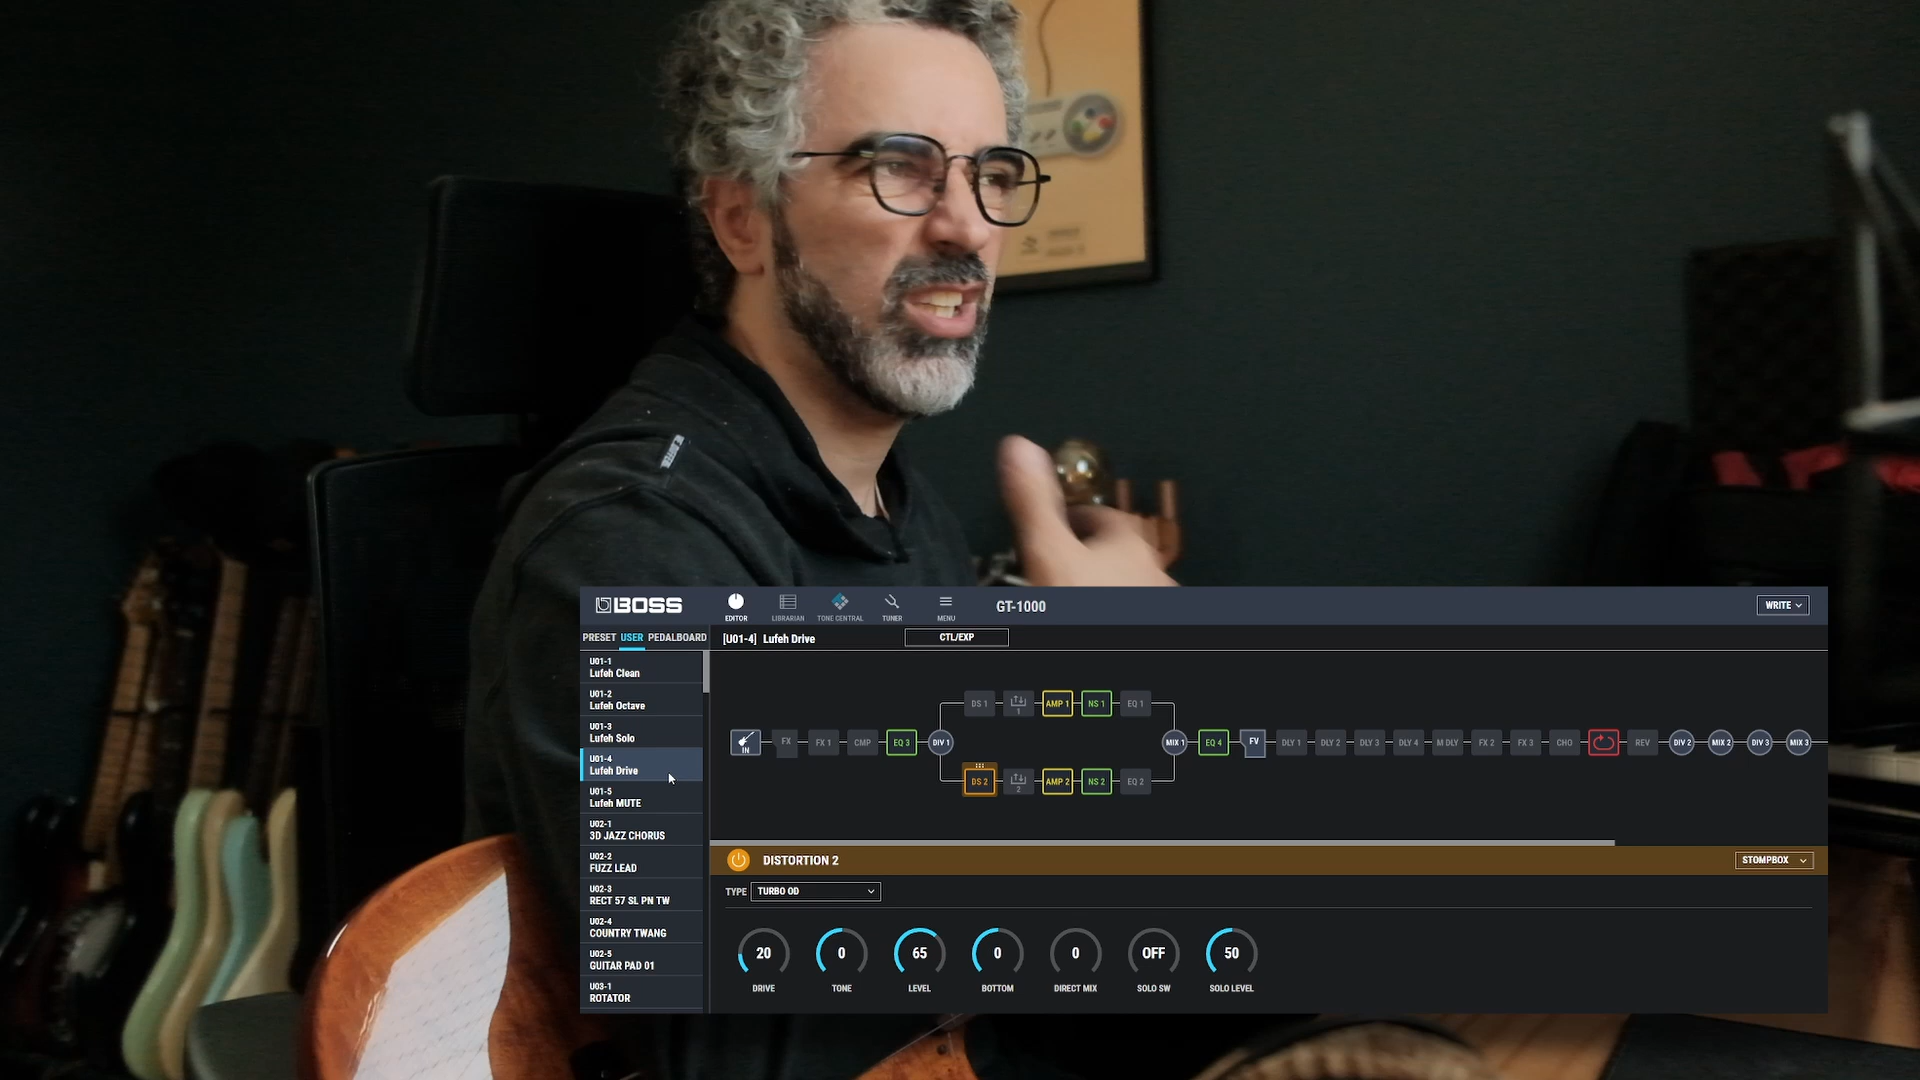 BOSS
EDITOR
LIBRARIAN
TONE CENTRAL
TUNER
MENU
GT-1000
WRITE
PRESET USER PEDALBOARD
[U01-4] Lufeh Drive
CTL/EXP
U01-1
Lufeh Clean
U01-2
Lufeh Octave
U01-3
Lufeh Solo
U01-4
Lufeh Drive
U01-5
Lufeh MUTE
U02-1
3D JAZZ CHORUS
U02-2
FUZZ LEAD
U02-3
RECT 57 SL PN TW
U02-4
COUNTRY TWANG
U02-5
GUITAR PAD 01
U03-1
ROTATOR
DS 1 1 AMP 1 NS 1 EQ 1
IN FX FX 1 CMP EQ 3 DIV 1 MIX 1 EQ 4 FV DLY 1 DLY 2 DLY 3 DLY 4 M DLY FX 2 FX 3 CHO REV DIV 2 MIX 2 DIV 3 MIX 3
DS 2 2 AMP 2 NS 2 EQ 2
DISTORTION 2
STOMPBOX
TYPE TURBO OD
20 0 65 0 0 OFF 50
DRIVE TONE LEVEL BOTTOM DIRECT MIX SOLO SW SOLO LEVEL